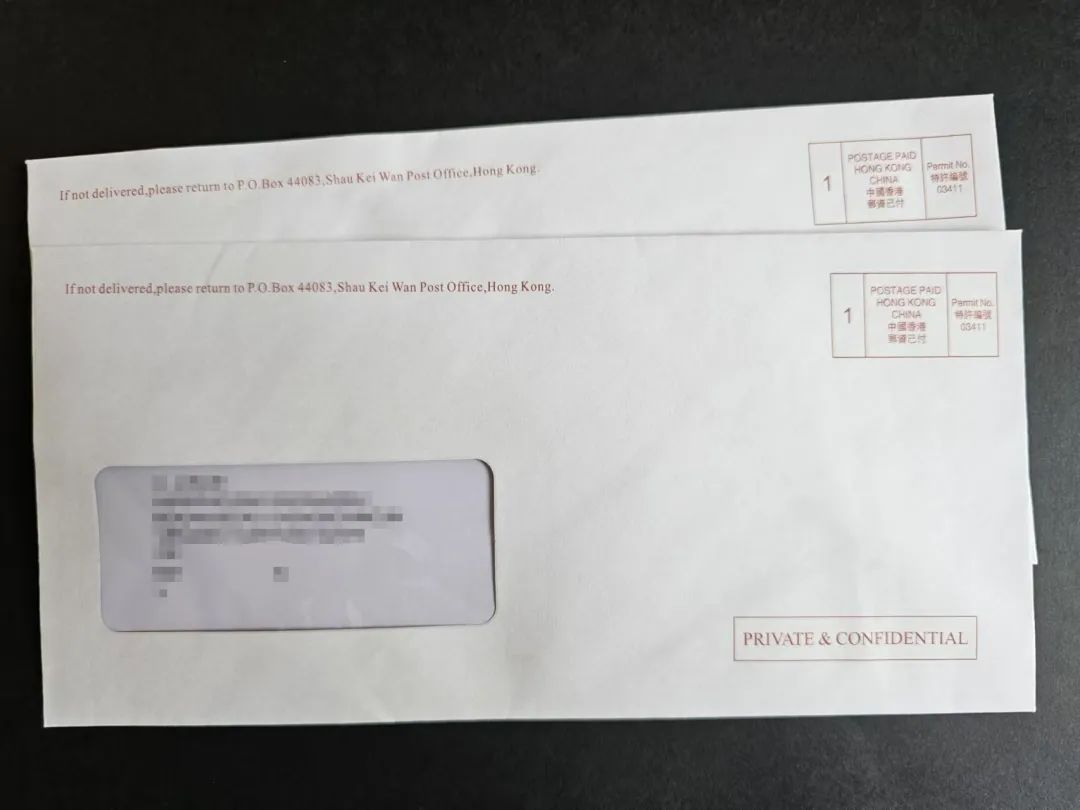 If not delivered,please return to P.O.Box 44083,Shau Kei Wan Post Office,Hong Kong.
1
POSTAGE PAID
HONG KONG
CHINA
中國香港
郵資已付
Permit No.
特許編號
03411
If not delivered,please return to P.O.Box 44083,Shau Kei Wan Post Office,Hong Kong.
1
POSTAGE PAID
HONG KONG
CHINA
中國香港
郵資已付
Permit No.
特許編號
03411
PRIVATE & CONFIDENTIAL